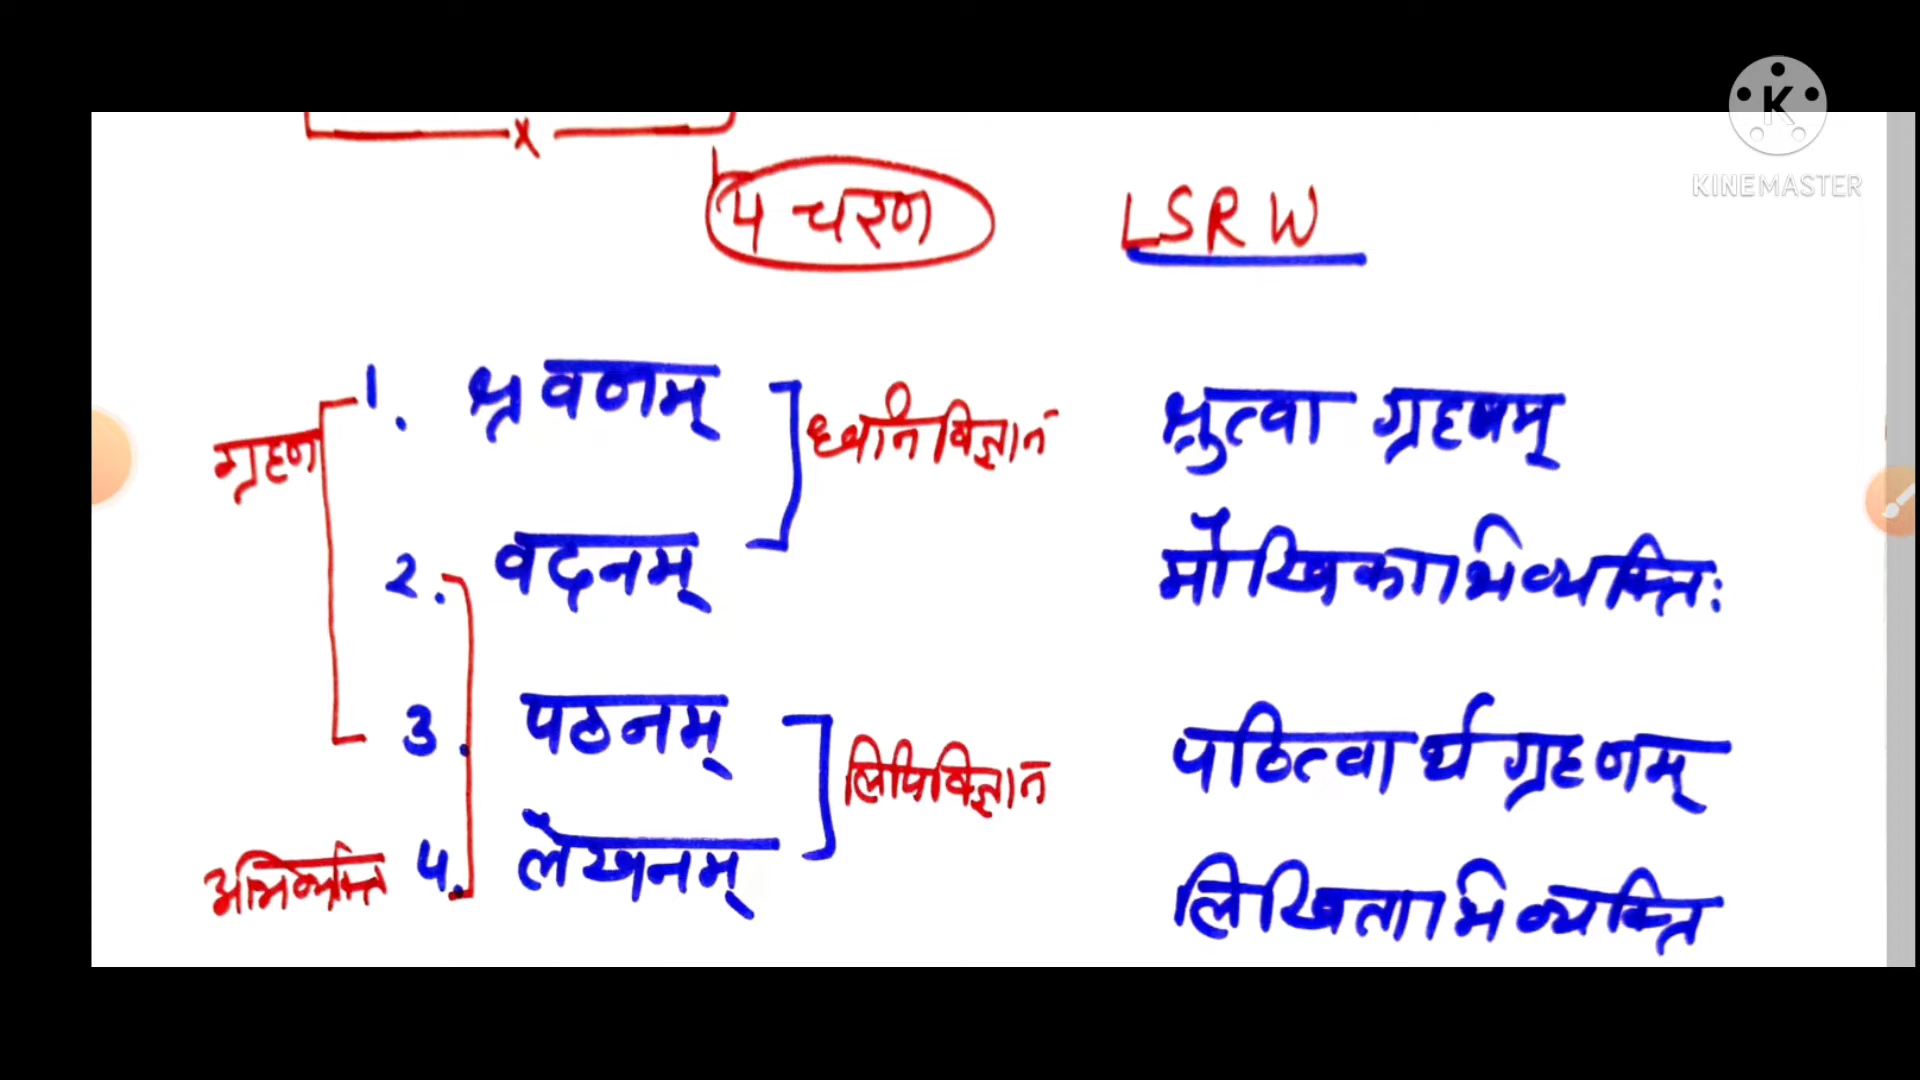 K
KINEMASTER
4 चरण LSRW
1. श्रवणम् ध्वनि विज्ञान श्रुत्वा ग्रहणम्
ग्रहण
2. वदनम् मौखिकाभिव्यक्तिः
3. पठनम् लिपिविज्ञान पठित्वार्थ ग्रहणम्
अभिव्यक्ति 4. लेखनम् लिखिताभिव्यक्ति